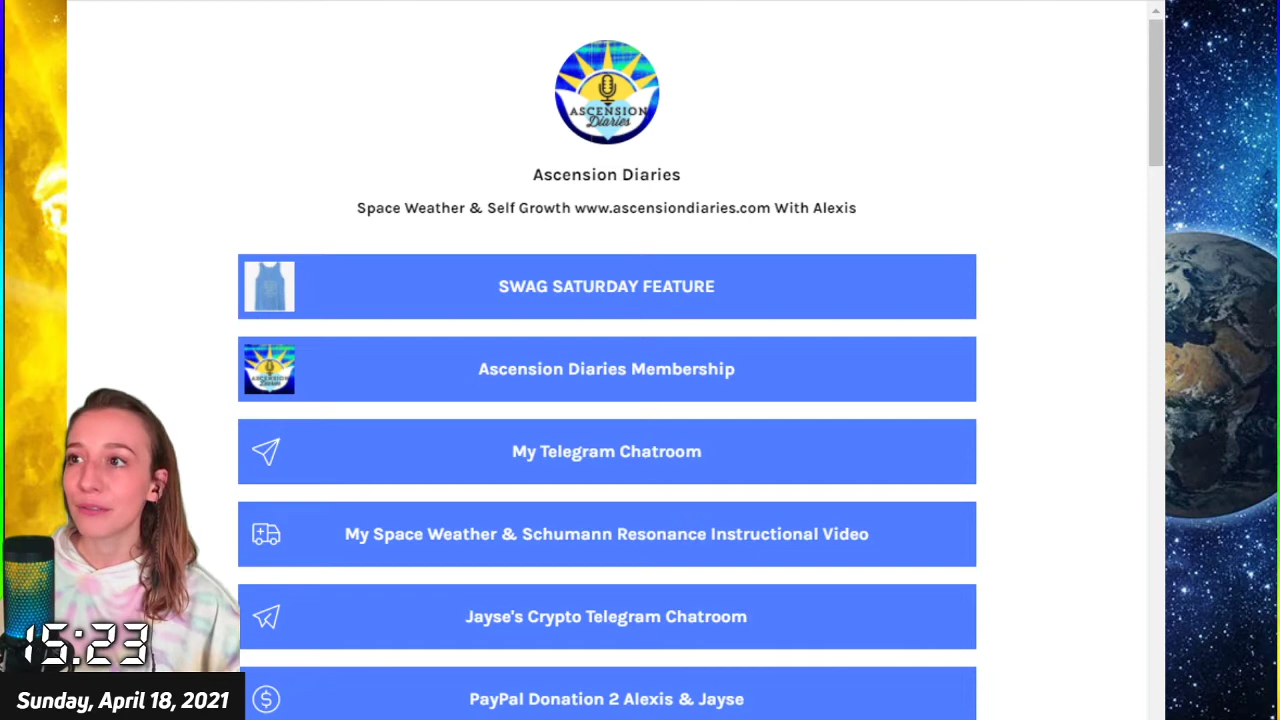 ASCENSION
Diaries
Ascension Diaries
Space Weather & Self Growth www.ascensiondiaries.com With Alexis
SWAG SATURDAY FEATURE
ASCENSION
Diaries
Ascension Diaries Membership
My Telegram Chatroom
My Space Weather & Schumann Resonance Instructional Video
Jayse's Crypto Telegram Chatroom
PayPal Donation 2 Alexis & Jayse
15:23
Sunday, April 18, 2021